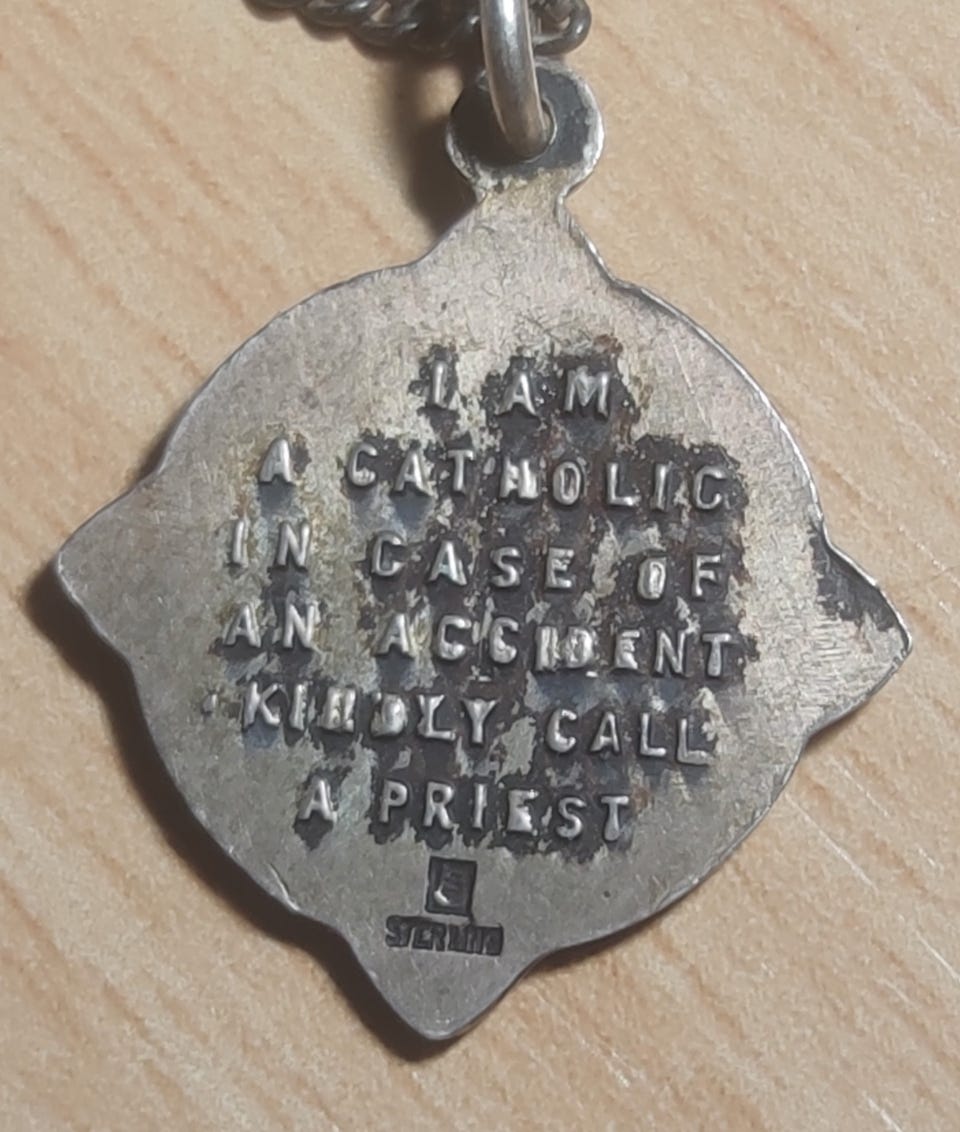 I AM
A CATHOLIC
IN CASE OF
AN ACCIDENT
KINDLY CALL
A PRIEST
STERLING